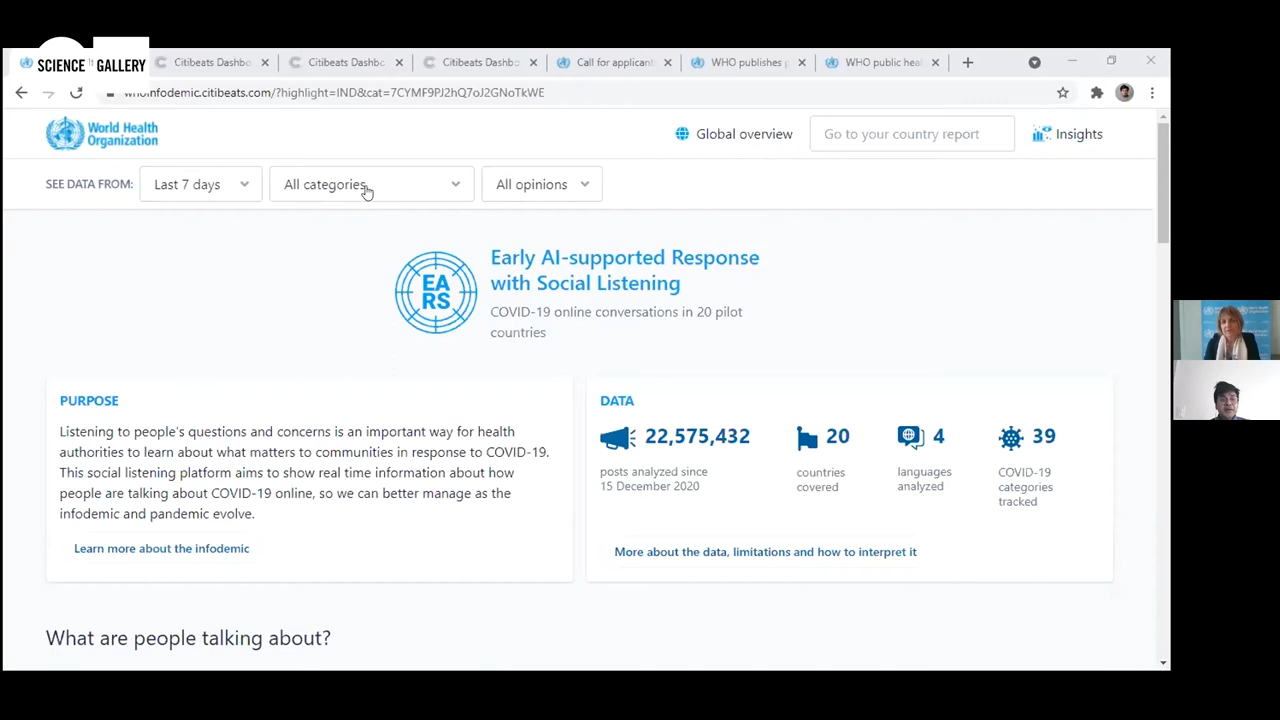 SCIENCE GALLERY
Citibeats Dashbo
Citibeats Dashbo
Citibeats Dashbo
Call for applicant
WHO publishes p
WHO public heal
whoinfodemic.citibeats.com/?highlight=IND&cat=7CYMF9PJ2hQ7oJ2GNoTkWE
World Health
Organization
Global overview
Go to your country report
Insights
SEE DATA FROM:
Last 7 days
All categories
All opinions
EA
RS
Early AI-supported Response
with Social Listening
COVID-19 online conversations in 20 pilot
countries
PURPOSE
Listening to people's questions and concerns is an important way for health
authorities to learn about what matters to communities in response to COVID-19.
This social listening platform aims to show real time information about how
people are talking about COVID-19 online, so we can better manage as the
infodemic and pandemic evolve.
Learn more about the infodemic
DATA
22,575,432
posts analyzed since
15 December 2020
20
countries
covered
4
languages
analyzed
39
COVID-19
categories
tracked
More about the data, limitations and how to interpret it
What are people talking about?